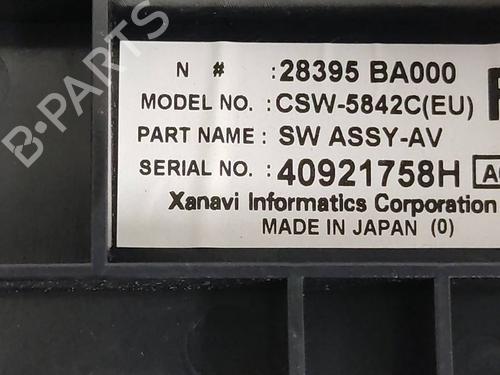 N # : 28395 BA000
MODEL NO. : CSW-5842C(EU)
PART NAME : SW ASSY-AV
SERIAL NO. : 40921758H
Xanavi Informatics Corporation
MADE IN JAPAN (0)
B-PARTS